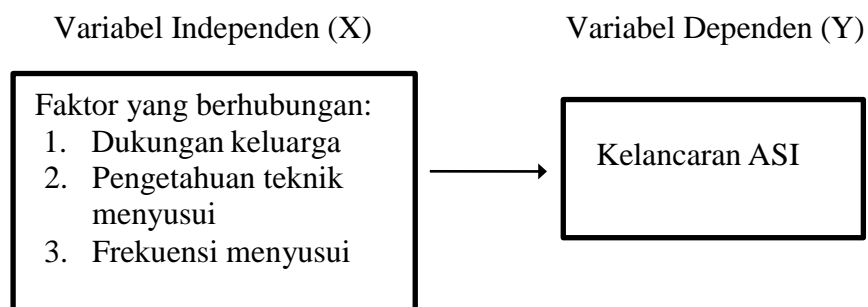 Variabel Independen (X)
Variabel Dependen (Y)
Faktor yang berhubungan:
1. Dukungan keluarga
2. Pengetahuan teknik
menyusui
3. Frekuensi menyusui
Kelancaran ASI